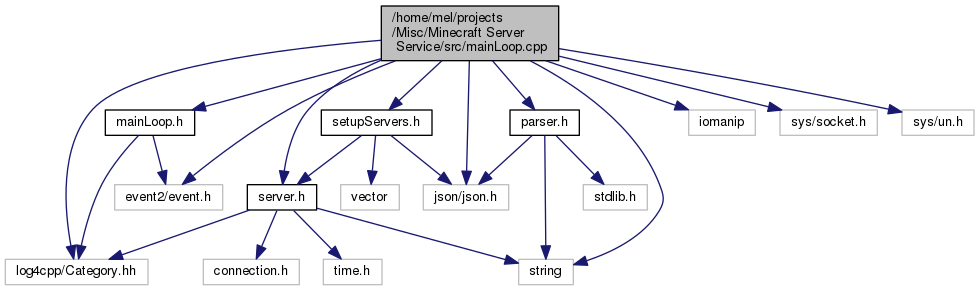 /home/mel/projects
/Misc/Minecraft Server
Service/src/mainLoop.cpp
mainLoop.h
setupServers.h
parser.h
iomanip
sys/socket.h
sys/un.h
event2/event.h
server.h
vector
json/json.h
stdlib.h
log4cpp/Category.hh
connection.h
time.h
string